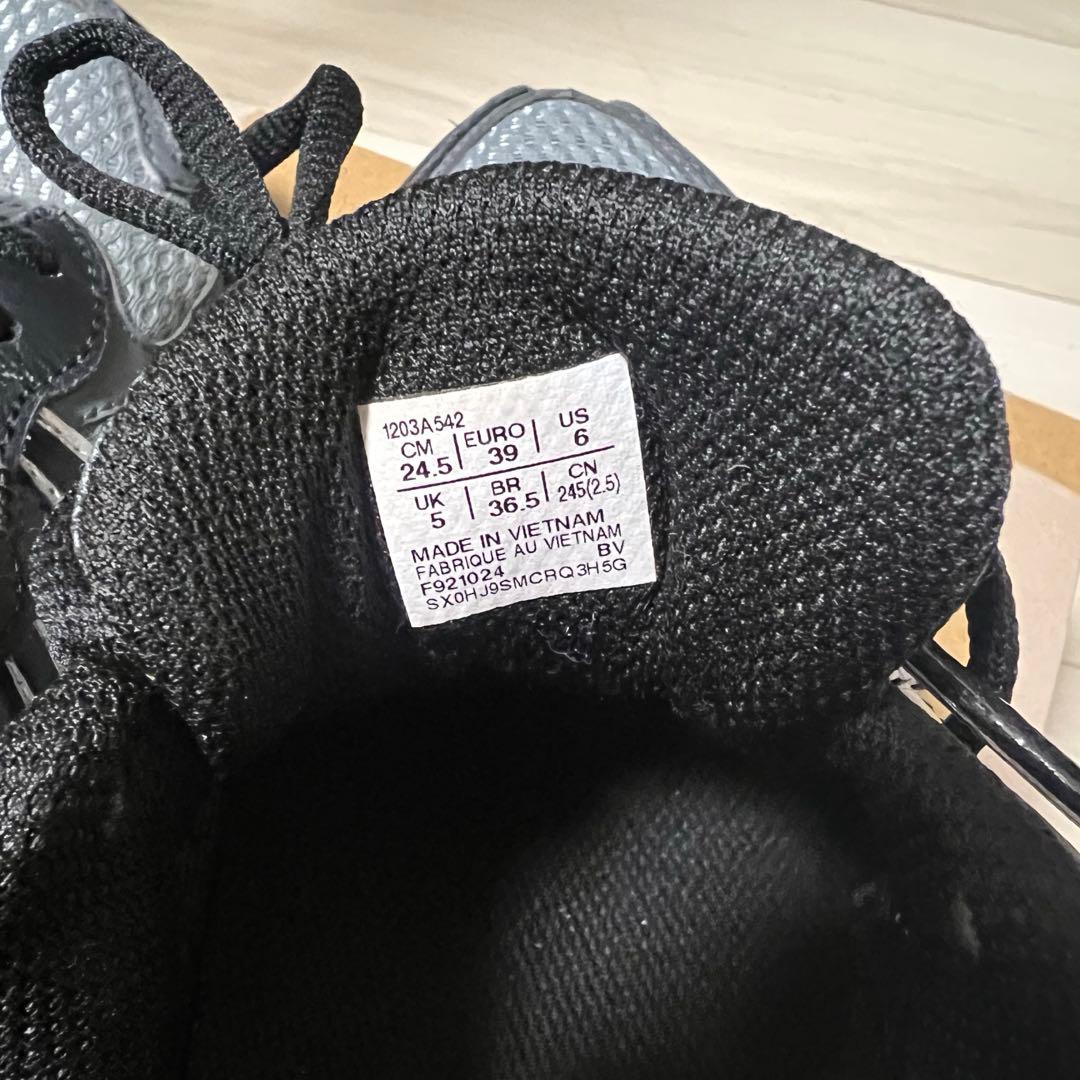 1203A542
CM EURO US
24.5 39 6
UK BR CN
5 36.5 245(2.5)
MADE IN VIETNAM
FABRIQUE AU VIETNAM
F921024 BV
SX0HJ9SMCRQ3H5G